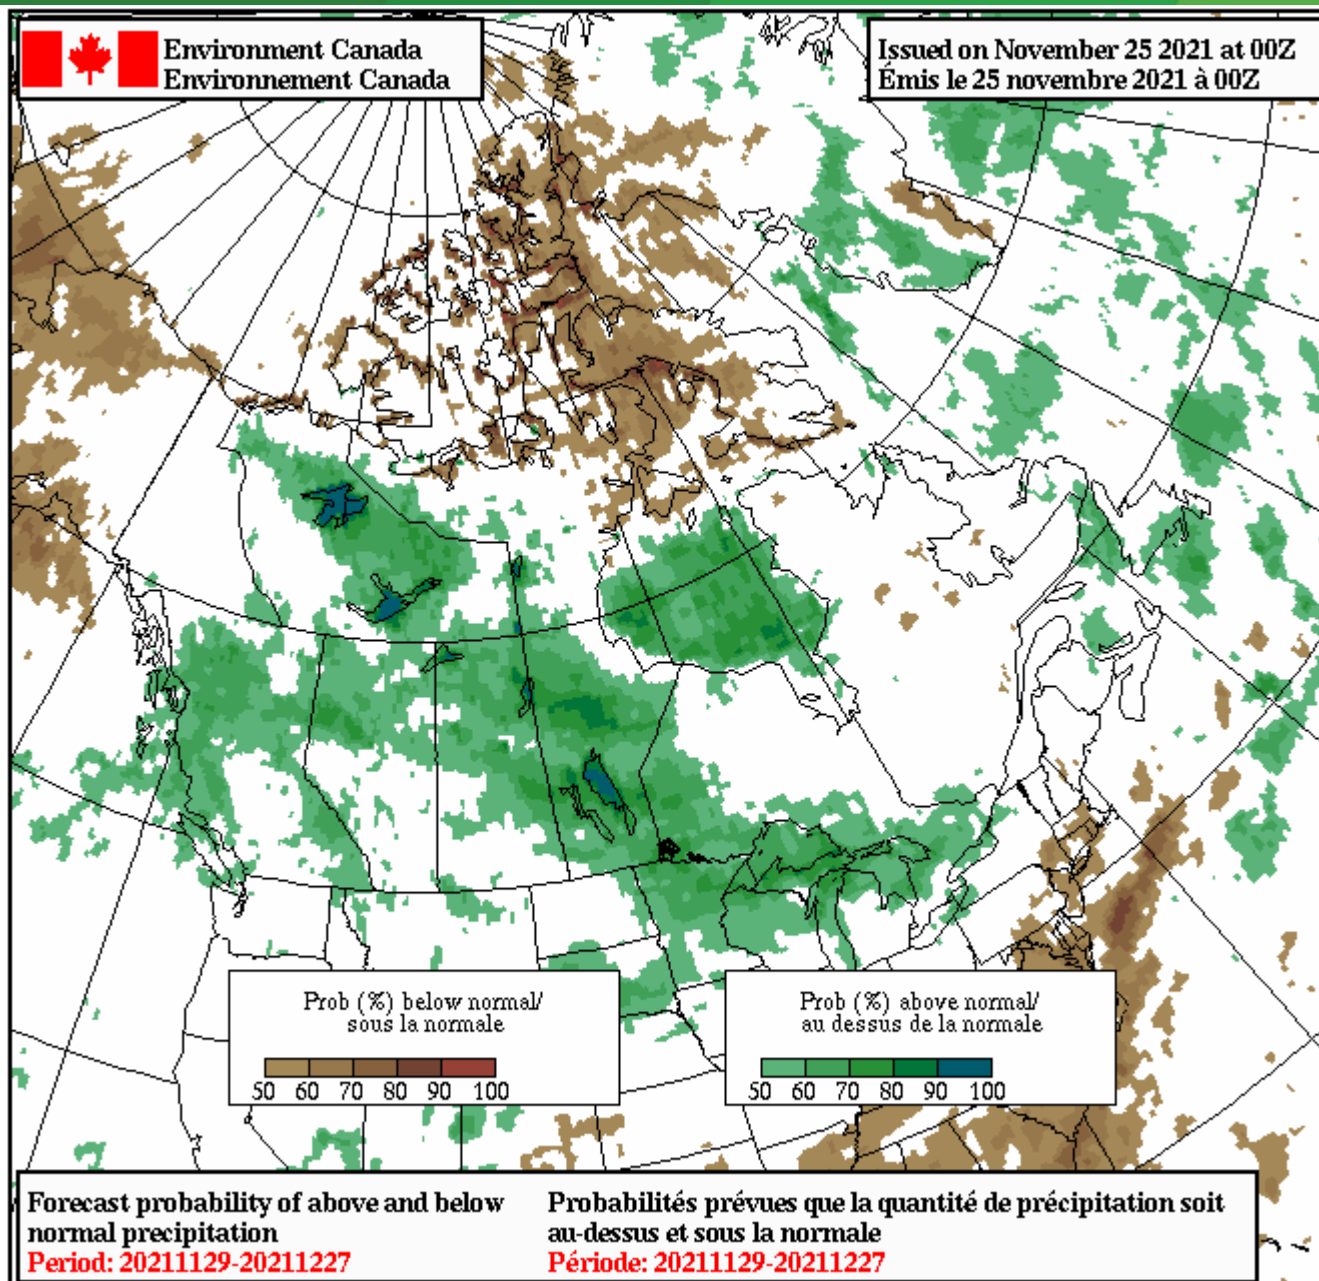 Environment Canada
Environnement Canada
Issued on November 25 2021 at 00Z
Émis le 25 novembre 2021 à 00Z
Prob (%) below normal/
sous la normale
50 60 70 80 90 100
Prob (%) above normal/
au dessus de la normale
50 60 70 80 90 100
Forecast probability of above and below
normal precipitation
Period: 20211129-20211227
Probabilités prévues que la quantité de précipitation soit
au-dessus et sous la normale
Période: 20211129-20211227